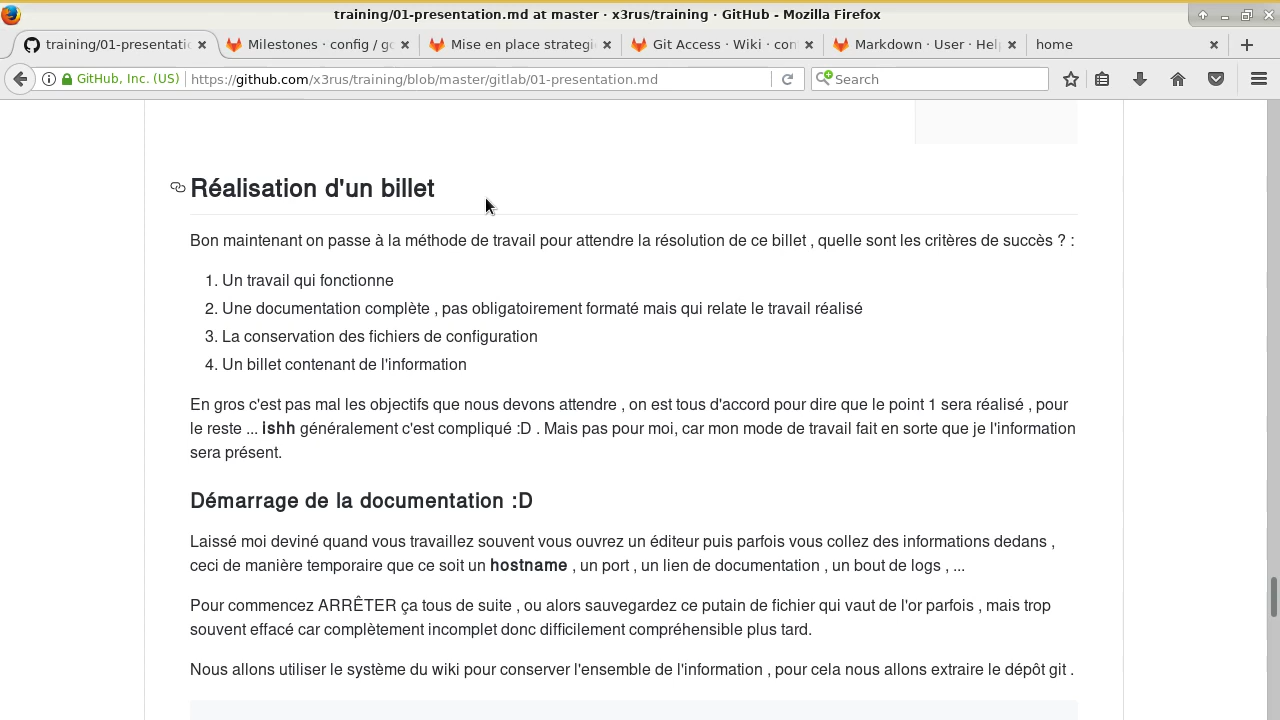 training/01-presentation.md at master · x3rus/training · GitHub - Mozilla Firefox
training/01-presentati
Milestones · config / go
Mise en place strategi
Git Access · Wiki · con
Markdown · User · Help
home
GitHub, Inc. (US)
https://github.com/x3rus/training/blob/master/gitlab/01-presentation.md
Search
Réalisation d'un billet
Bon maintenant on passe à la méthode de travail pour attendre la résolution de ce billet , quelle sont les critères de succès ? :
1. Un travail qui fonctionne
2. Une documentation complète , pas obligatoirement formaté mais qui relate le travail réalisé
3. La conservation des fichiers de configuration
4. Un billet contenant de l'information
En gros c'est pas mal les objectifs que nous devons attendre , on est tous d'accord pour dire que le point 1 sera réalisé , pour
le reste ... ishh généralement c'est compliqué :D . Mais pas pour moi, car mon mode de travail fait en sorte que je l'information
sera présent.
Démarrage de la documentation :D
Laissé moi deviné quand vous travaillez souvent vous ouvrez un éditeur puis parfois vous collez des informations dedans ,
ceci de manière temporaire que ce soit un hostname , un port , un lien de documentation , un bout de logs , ...
Pour commencez ARRÊTER ça tous de suite , ou alors sauvegardez ce putain de fichier qui vaut de l'or parfois , mais trop
souvent effacé car complètement incomplet donc difficilement compréhensible plus tard.
Nous allons utiliser le système du wiki pour conserver l'ensemble de l'information , pour cela nous allons extraire le dépôt git .